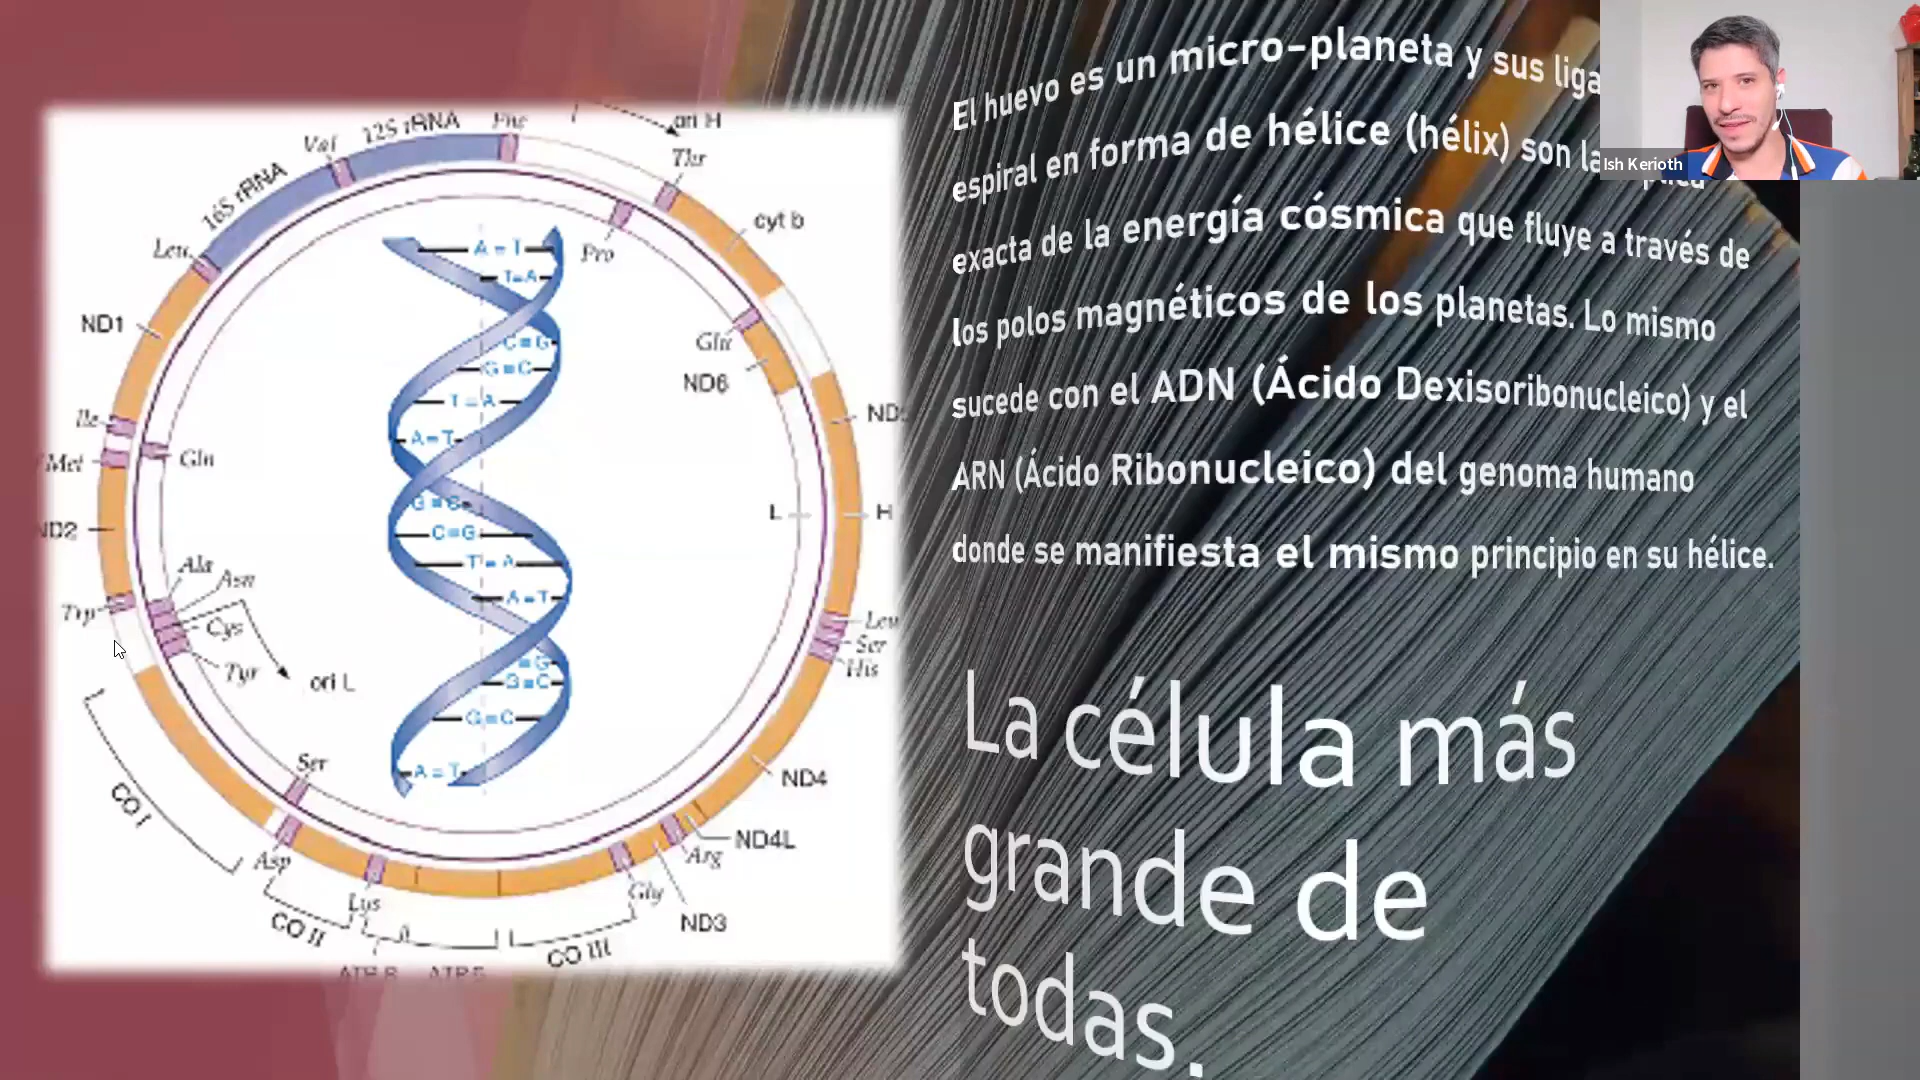 12S rRNA
Phe
ori H
Val
Thr
16S rRNA
cyt b
Leu
Pro
ND1
Glu
ND6
Ile
Gln
Met
L
H
ND2
Ala
Asn
Trp
Cys
Leu
Ser
His
Tyr
ori L
Ser
ND4
CO I
ND4L
Arg
Asp
Gly
Lys
ND3
CO II
CO III
A=T
T=A
C≡G
G≡C
T=A
A=T
C≡G
T=A
A=T
G≡C
G≡C
A=T
El huevo es un micro-planeta y sus
espiral en forma de hélice (hélix) son
exacta de la energía cósmica que fluye a través de
los polos magnéticos de los planetas. Lo mismo
sucede con el ADN (Ácido Dexisoribonucleico) y el
ARN (Ácido Ribonucleico) del genoma humano
donde se manifiesta el mismo principio en su hélice.
La célula más
grande de
todas.
Ish Kerioth